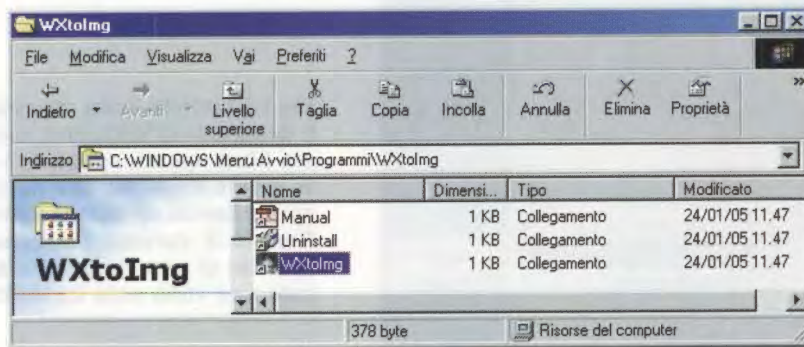 WXtoImg
File Modifica Visualizza Vai Preferiti ?
Indietro Avanti Livello superiore Taglia Copia Incolla Annulla Elimina Proprietà »
Indirizzo C:\WINDOWS\Menu Avvio\Programmi\WXtoImg
Nome Dimensi... Tipo Modificato
Manual 1 KB Collegamento 24/01/05 11.47
Uninstall 1 KB Collegamento 24/01/05 11.47
WXtoImg 1 KB Collegamento 24/01/05 11.47
WXtoImg
378 byte Risorse del computer